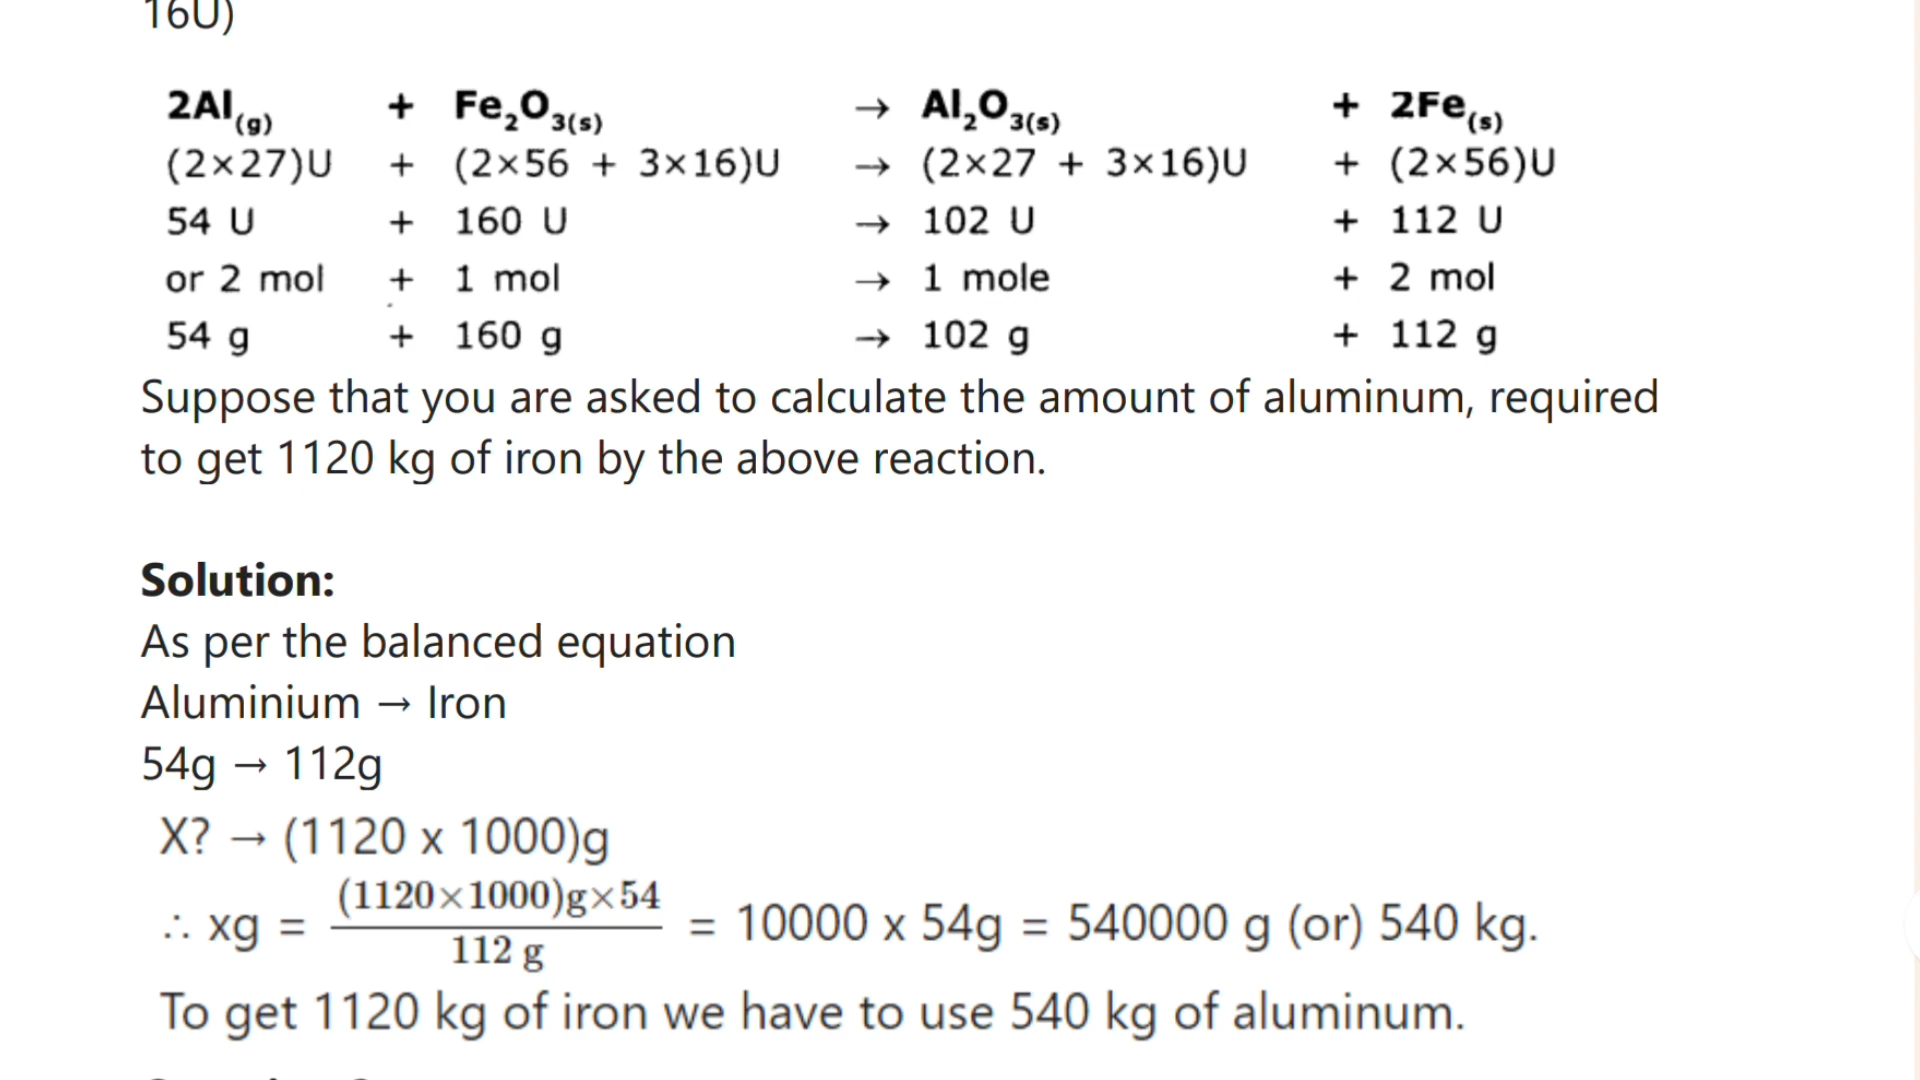 16U)
2Al(g) + Fe₂O₃(s) → Al₂O₃(s) + 2Fe(s)
(2×27)U + (2×56 + 3×16)U → (2×27 + 3×16)U + (2×56)U
54 U + 160 U → 102 U + 112 U
or 2 mol + 1 mol → 1 mole + 2 mol
54 g + 160 g → 102 g + 112 g
Suppose that you are asked to calculate the amount of aluminum, required
to get 1120 kg of iron by the above reaction.
Solution:
As per the balanced equation
Aluminium → Iron
54g → 112g
X? → (1120 x 1000)g
∴ xg = (1120×1000)g×54 / 112 g = 10000 x 54g = 540000 g (or) 540 kg.
To get 1120 kg of iron we have to use 540 kg of aluminum.